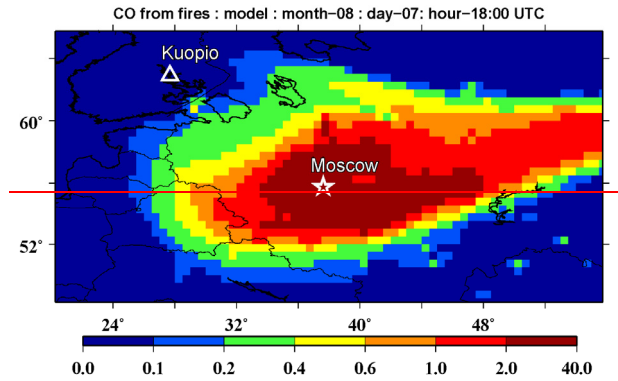 CO from fires : model : month−08 ; day−07: hour−18:00 UTC
Kuopio
60°
Moscow
52°
24° 32° 40° 48°
0.0 0.1 0.2 0.4 0.6 1.0 2.0 40.0